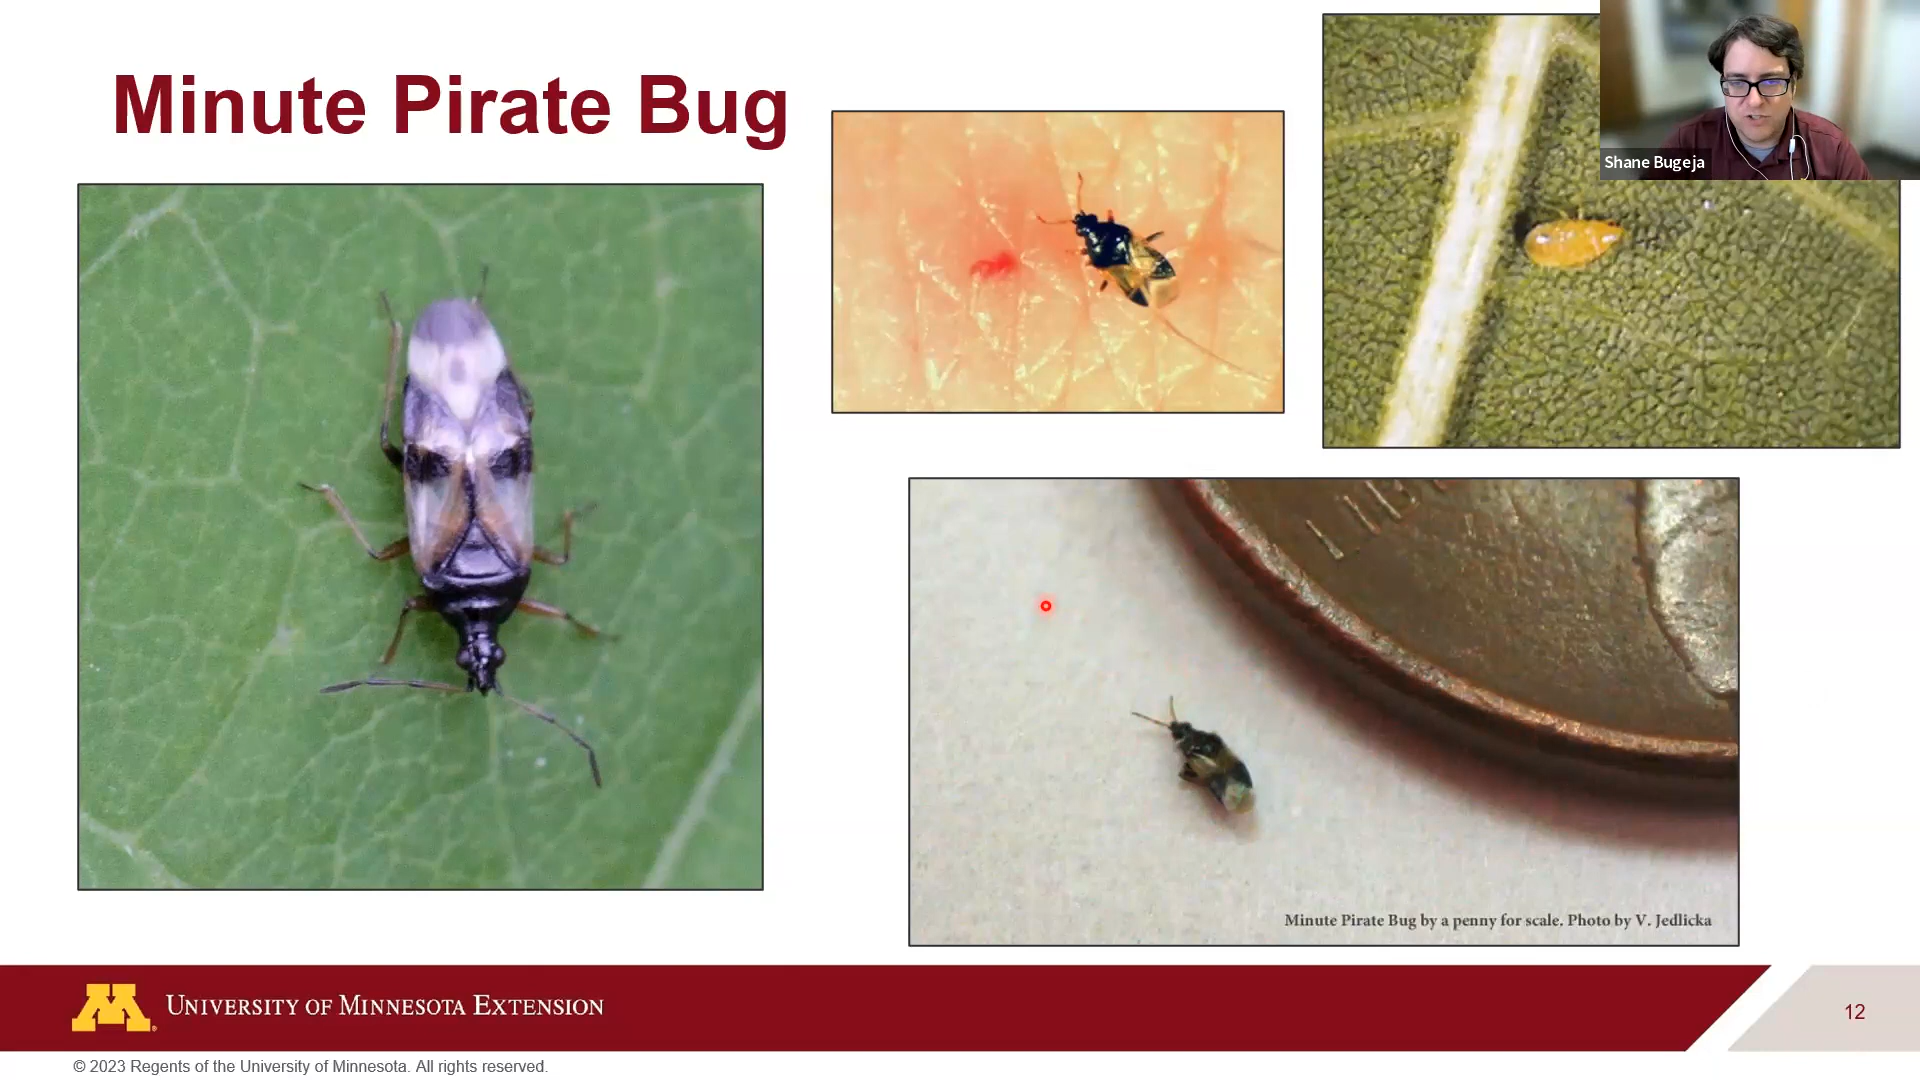 Minute Pirate Bug
Shane Bugeja
Minute Pirate Bug by a penny for scale. Photo by V. Jedlicka
UNIVERSITY OF MINNESOTA EXTENSION
12
© 2023 Regents of the University of Minnesota. All rights reserved.